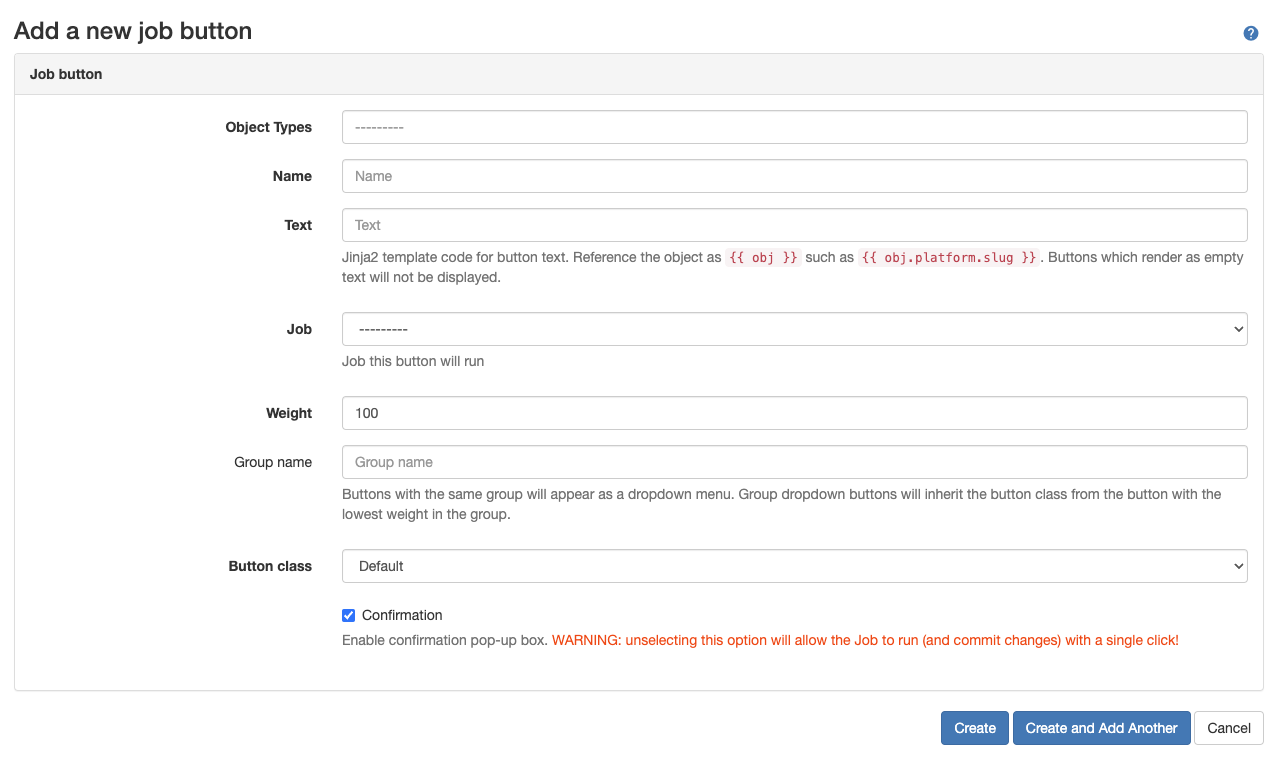 Add a new job button
?
Job button
Object Types
---------
Name
Name
Text
Text
Jinja2 template code for button text. Reference the object as {{ obj }} such as {{ obj.platform.slug }}. Buttons which render as empty
text will not be displayed.
Job
---------
Job this button will run
Weight
100
Group name
Group name
Buttons with the same group will appear as a dropdown menu. Group dropdown buttons will inherit the button class from the button with the
lowest weight in the group.
Button class
Default
Confirmation
Enable confirmation pop-up box. WARNING: unselecting this option will allow the Job to run (and commit changes) with a single click!
Create
Create and Add Another
Cancel